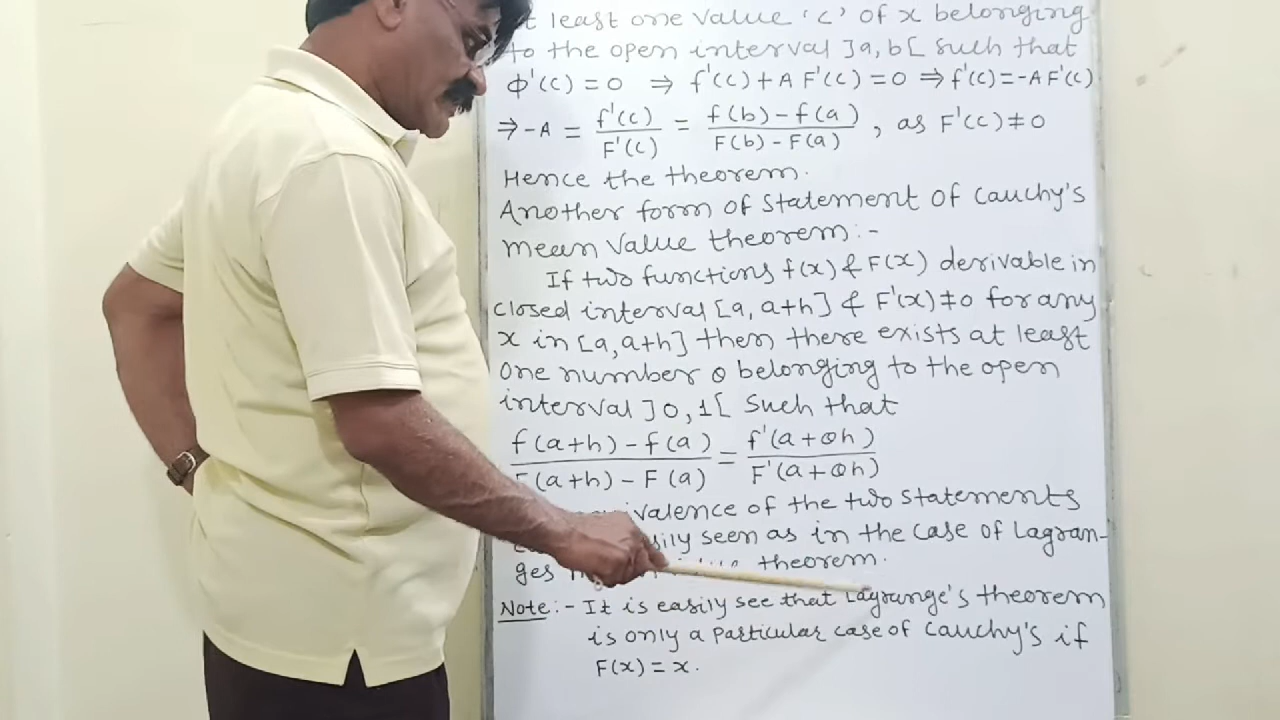 least one value 'c' of x belonging
to the open interval ]a, b[ such that
Φ'(c) = 0 ⇒ f'(c) + A F'(c) = 0 ⇒ f'(c) = -A F'(c)
⇒ -A = f'(c)/F'(c) = f(b) - f(a)/F(b) - F(a), as F'(c) ≠ 0
Hence the theorem.
Another form of Statement of Cauchy's
mean value theorem:-
If two functions f(x) & F(x) derivable in
closed interval [a, a+h] & F'(x) ≠ 0 for any
x in [a, a+h] then there exists at least
one number θ belonging to the open
interval ]0, 1[ Such that
f(a+h) - f(a)/F(a+h) - F(a) = f'(a+θh)/F'(a+θh)
of the two statements
seen as in the case of Lagran-
ges theorem.
Note:- It is easily see that Lagrange's theorem
is only a particular case of Cauchy's if
F(x) = x.